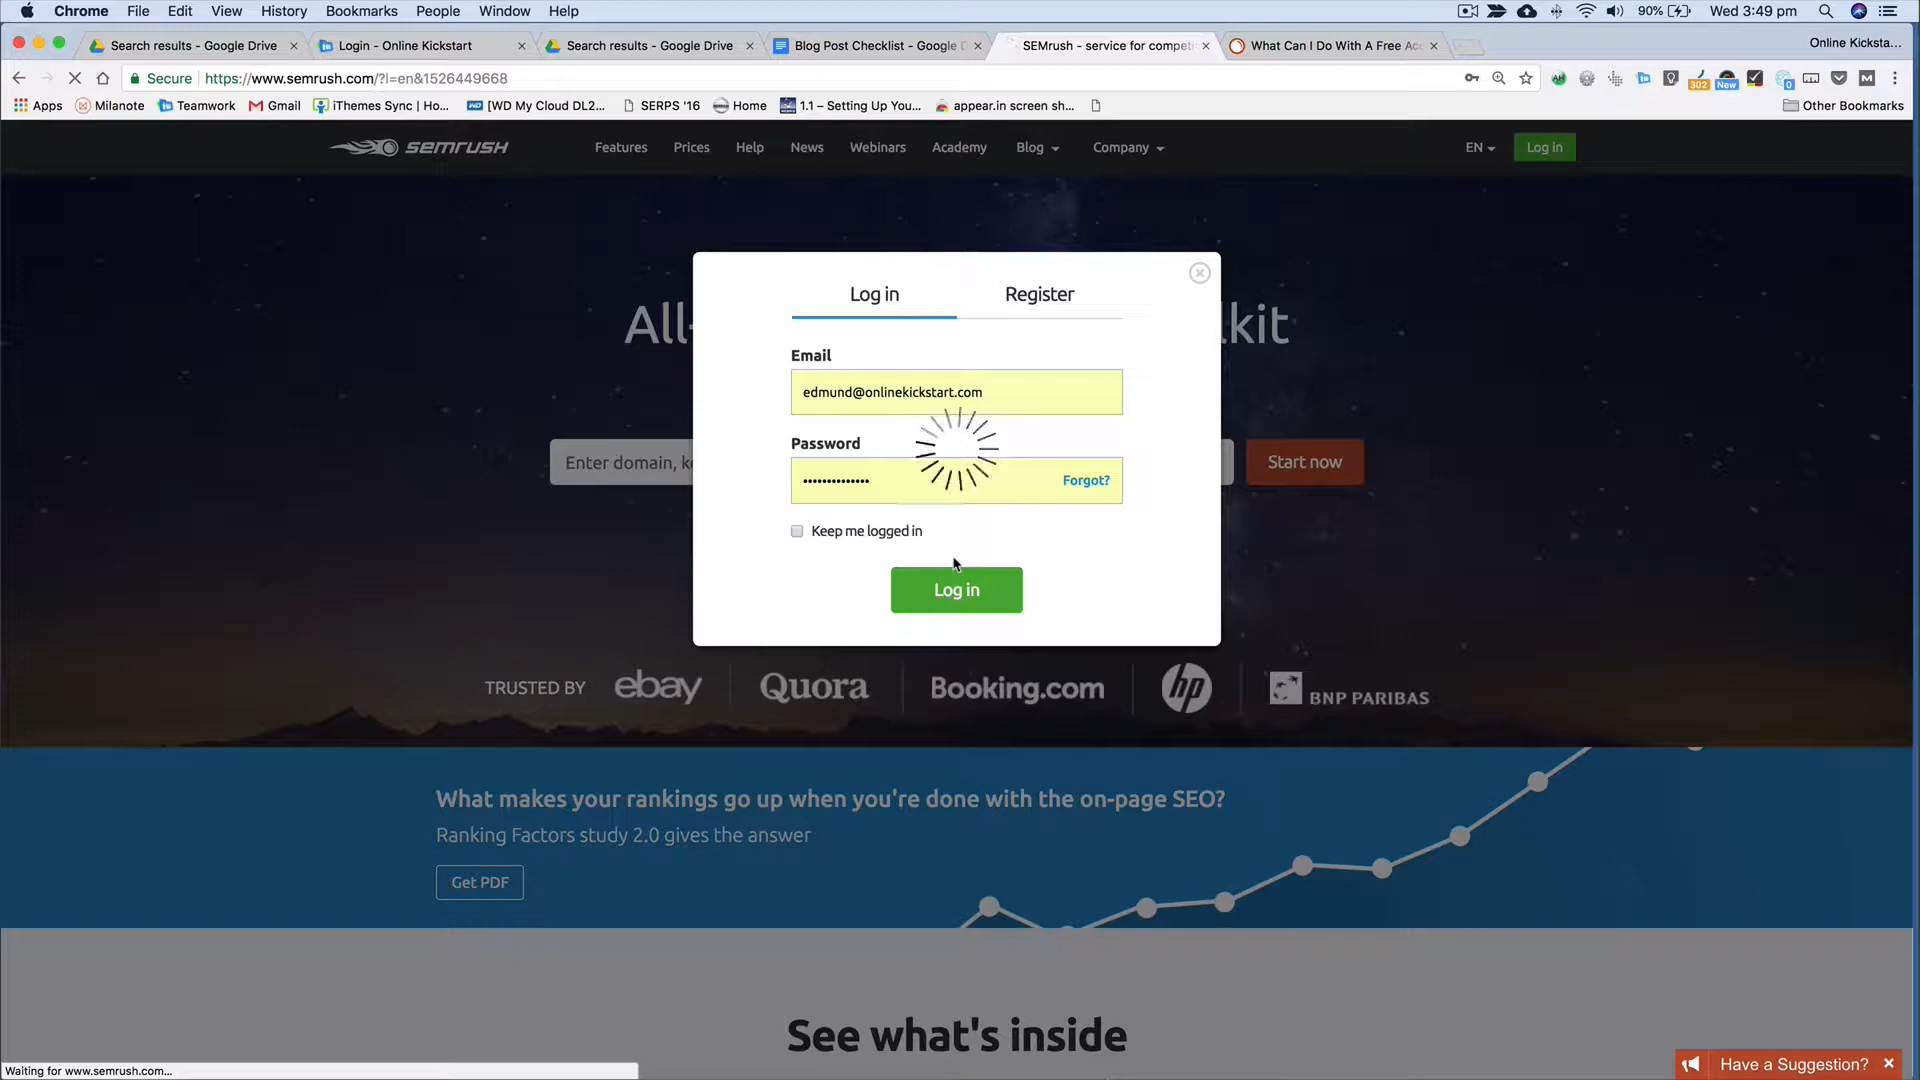 Chrome File Edit View History Bookmarks People Window Help 90% Wed 3:49 pm
Search results - Google Drive Login - Online Kickstart Search results - Google Drive Blog Post Checklist - Google D SEMrush - service for competi What Can I Do With A Free Acc Online Kicksta...
Secure https://www.semrush.com/?l=en&1526449668 302 New 0 M
Apps Milanote Teamwork Gmail iThemes Sync | Ho... [WD My Cloud DL2... SERPS '16 Home 1.1 – Setting Up You... appear.in screen sh... Other Bookmarks
SEMRUSH Features Prices Help News Webinars Academy Blog Company EN Log in
Log in Register
All- lkit
Email
edmund@onlinekickstart.com
Password
Enter domain, ke Start now
•••••••••••••• Forgot?
Keep me logged in
Log in
TRUSTED BY ebay Quora Booking.com hp BNP PARIBAS
What makes your rankings go up when you're done with the on-page SEO?
Ranking Factors study 2.0 gives the answer
Get PDF
See what's inside
Waiting for www.semrush.com...
Have a Suggestion?